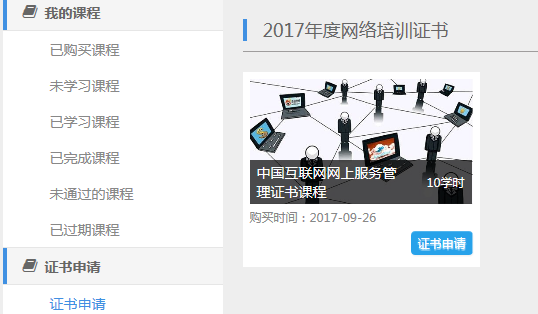 我的课程
已购买课程
未学习课程
已学习课程
已完成课程
未通过的课程
已过期课程
证书申请
证书申请
2017年度网络培训证书
中国互联网网上服务管
理证书课程
10学时
购买时间：2017-09-26
证书申请